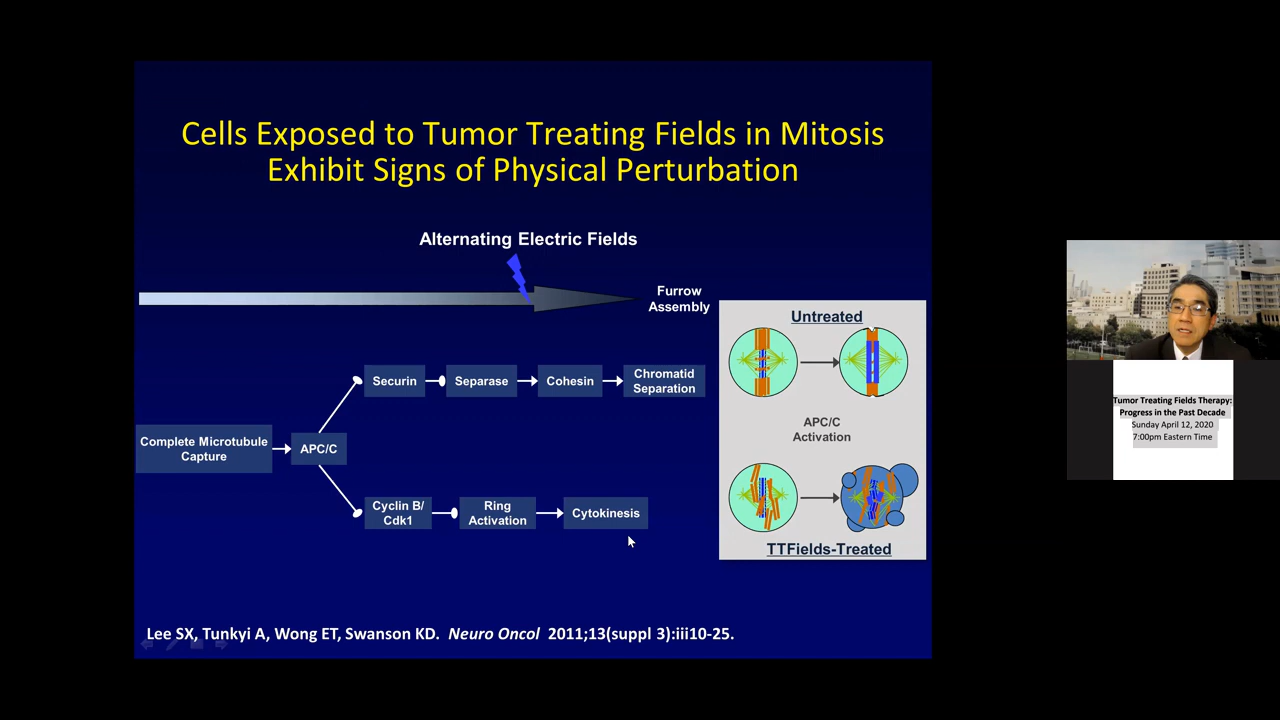 Cells Exposed to Tumor Treating Fields in Mitosis
Exhibit Signs of Physical Perturbation
Alternating Electric Fields
Furrow
Assembly
Securin
Separase
Cohesin
Chromatid
Separation
Complete Microtubule
Capture
APC/C
Cyclin B/
Cdk1
Ring
Activation
Cytokinesis
Untreated
APC/C
Activation
TTFields-Treated
Lee SX, Tunkyi A, Wong ET, Swanson KD. Neuro Oncol 2011;13(suppl 3):iii10-25.
Tumor Treating Fields Therapy:
Progress in the Past Decade
Sunday April 12, 2020
7:00pm Eastern Time